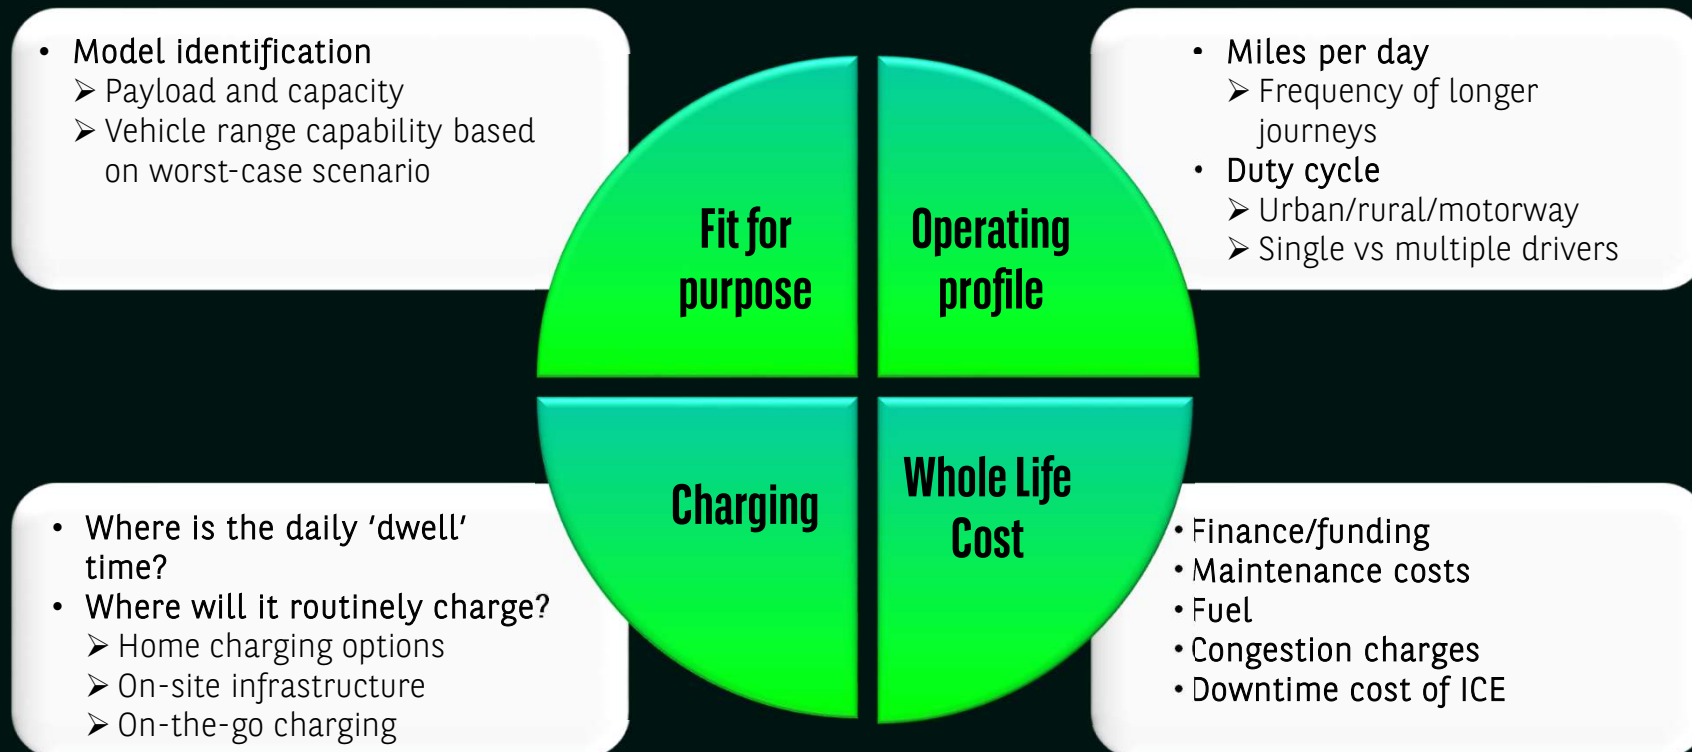 • Model identification
➢ Payload and capacity
➢ Vehicle range capability based
on worst-case scenario
Fit for
purpose
Operating
profile
• Miles per day
➢ Frequency of longer
journeys
• Duty cycle
➢ Urban/rural/motorway
➢ Single vs multiple drivers
• Where is the daily ‘dwell’
time?
• Where will it routinely charge?
➢ Home charging options
➢ On-site infrastructure
➢ On-the-go charging
Charging
Whole Life
Cost
• Finance/funding
• Maintenance costs
• Fuel
• Congestion charges
• Downtime cost of ICE